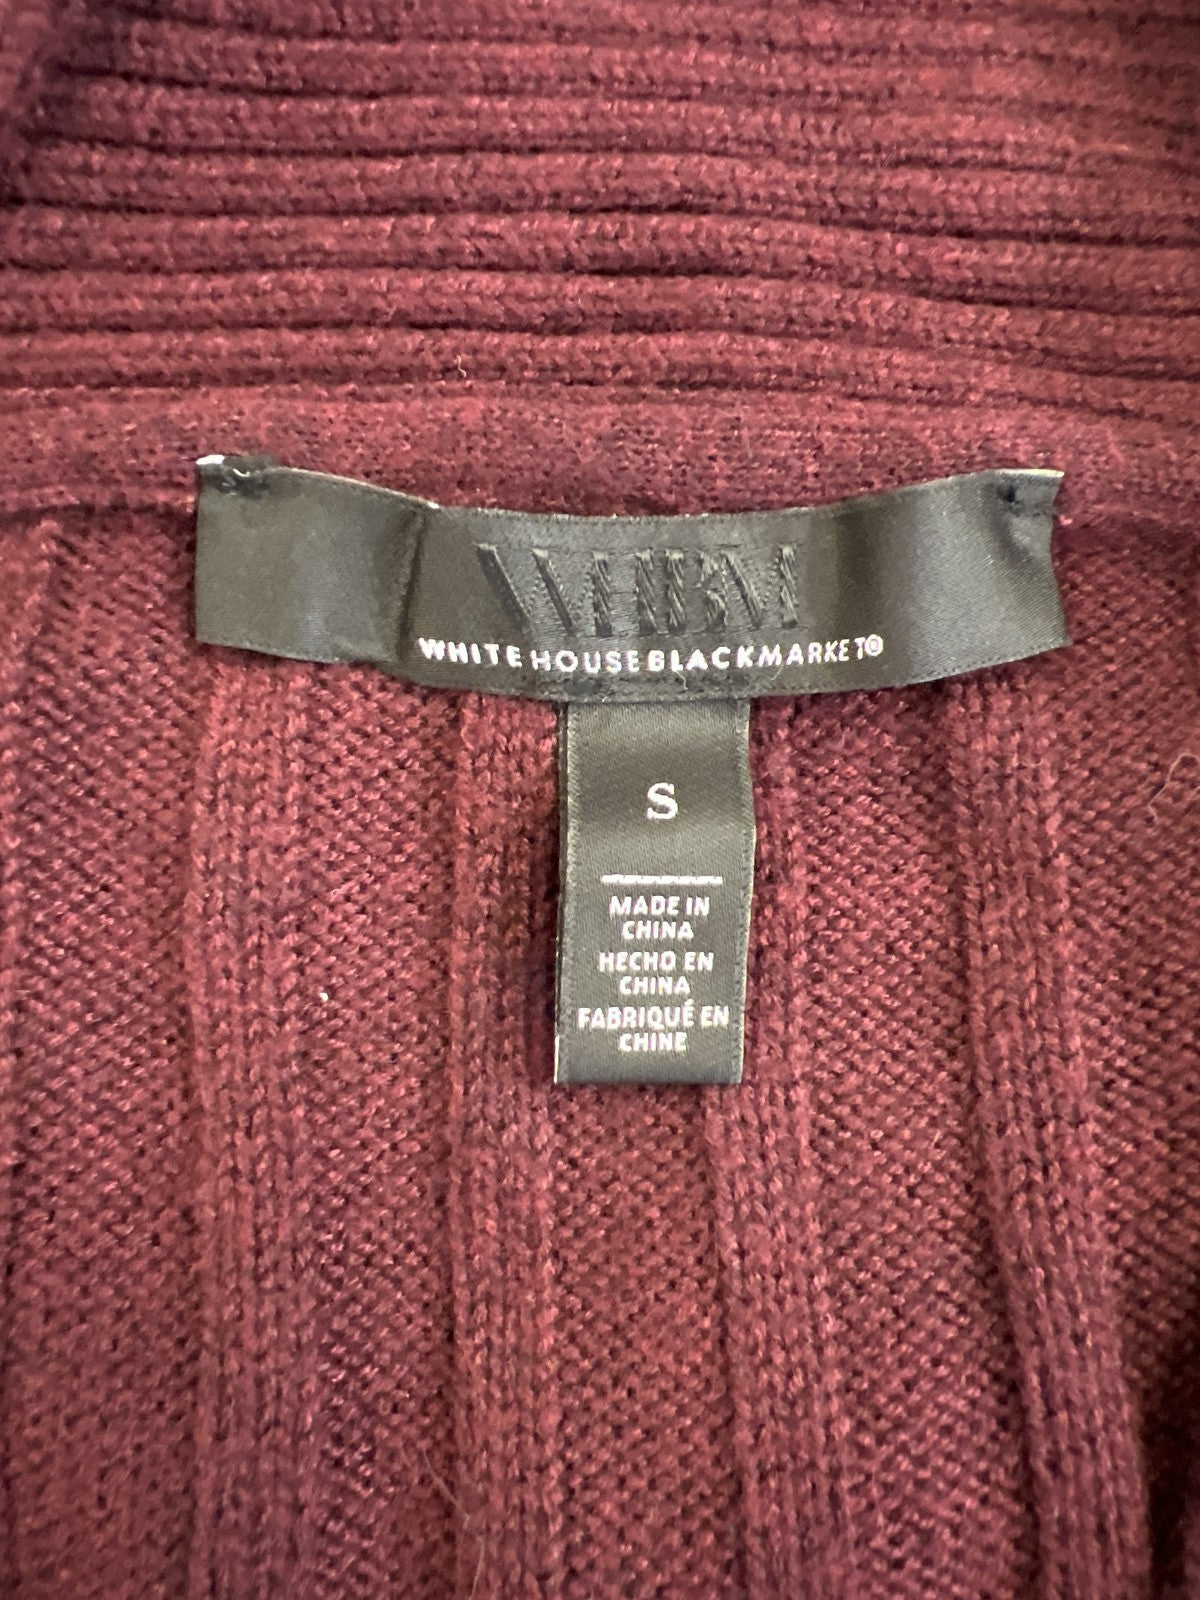 WHBM
WHITE HOUSE BLACK MARKET®
S
MADE IN
CHINA
HECHO EN
CHINA
FABRIQUÉ EN
CHINE